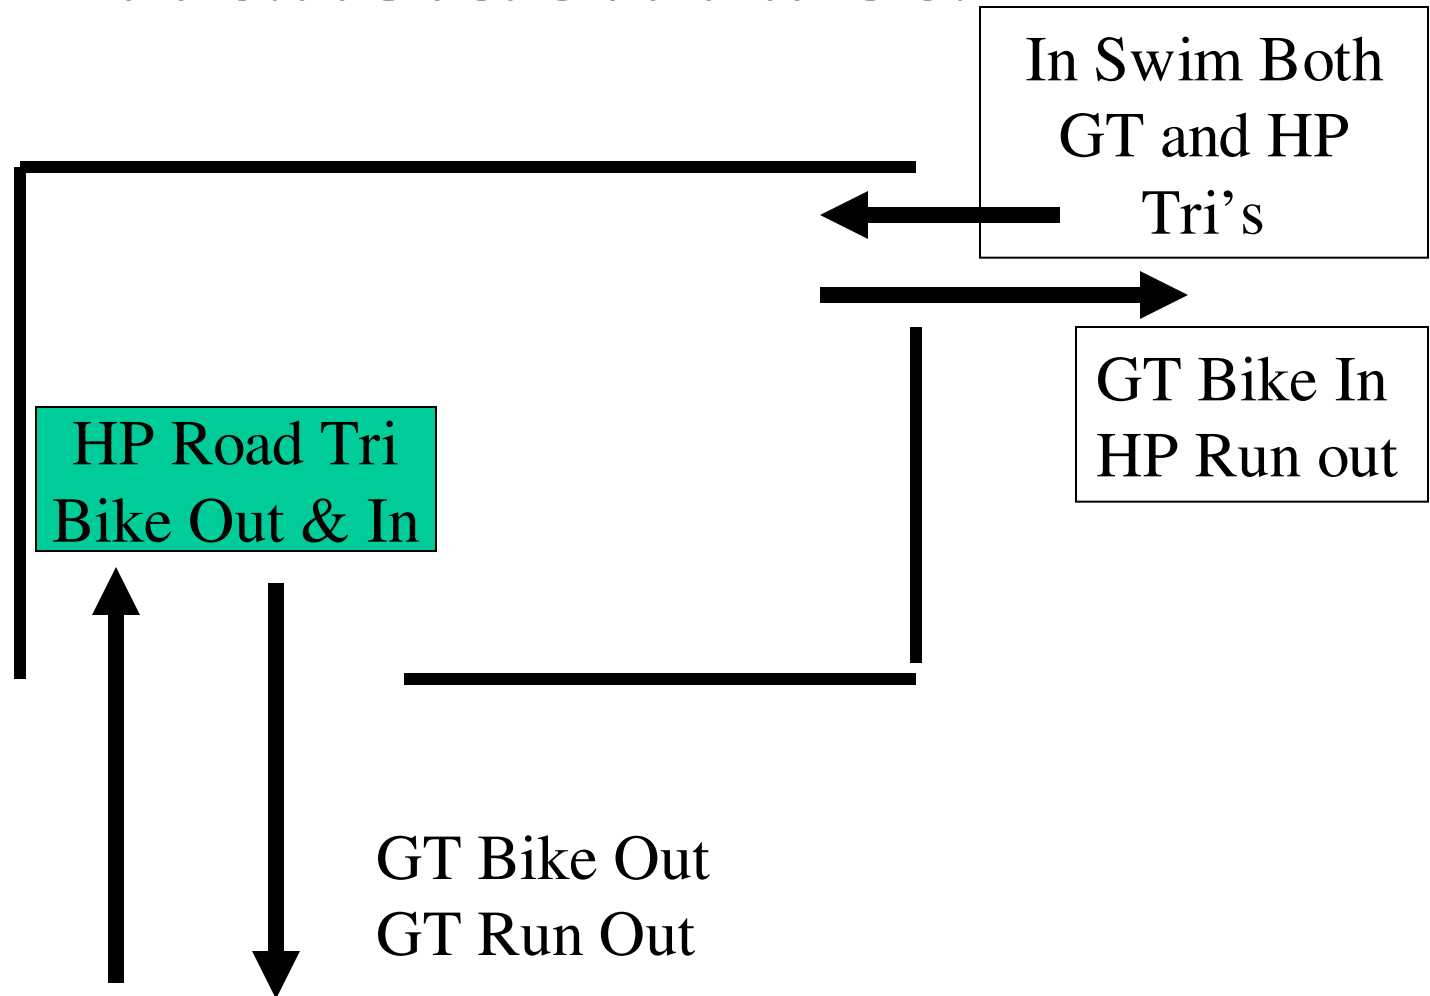 In Swim Both
GT and HP
Tri’s
GT Bike In
HP Run out
HP Road Tri
Bike Out & In
GT Bike Out
GT Run Out